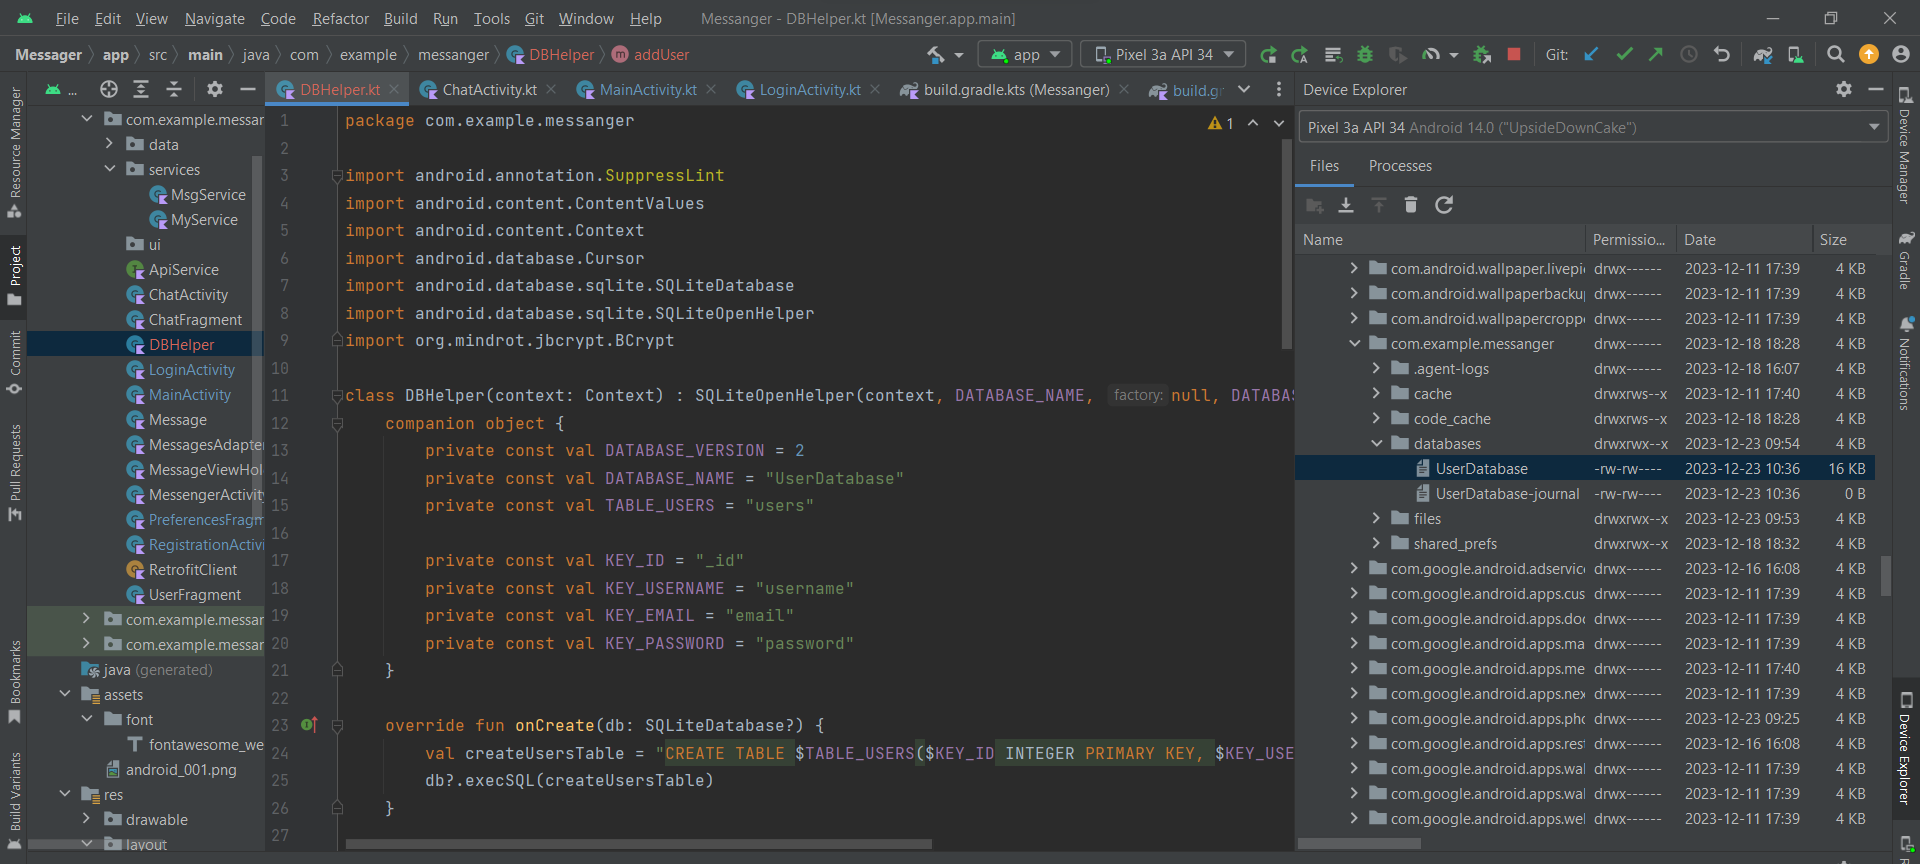 File Edit View Navigate Code Refactor Build Run Tools Git Window Help Messanger - DBHelper.kt [Messanger.app.main]
Messager app src main java com example messanger DBHelper addUser app Pixel 3a API 34 Git:
... DBHelper.kt ChatActivity.kt MainActivity.kt LoginActivity.kt build.gradle.kts (Messanger) build.gr
Resource Manager
Project
Commit
Pull Requests
Bookmarks
Build Variants
com.example.messar
data
services
MsgService
MyService
ui
ApiService
ChatActivity
ChatFragment
DBHelper
LoginActivity
MainActivity
Message
MessagesAdapte
MessageViewHol
MessengerActivit
PreferencesFragm
RegistrationActivi
RetrofitClient
UserFragment
com.example.messar
com.example.messar
java (generated)
assets
font
fontawesome_we
android_001.png
res
drawable
layout
1 package com.example.messanger
2
3 import android.annotation.SuppressLint
4 import android.content.ContentValues
5 import android.content.Context
6 import android.database.Cursor
7 import android.database.sqlite.SQLiteDatabase
8 import android.database.sqlite.SQLiteOpenHelper
9 import org.mindrot.jbcrypt.BCrypt
10
11 class DBHelper(context: Context) : SQLiteOpenHelper(context, DATABASE_NAME, factory: null, DATABAS
12 companion object {
13 private const val DATABASE_VERSION = 2
14 private const val DATABASE_NAME = "UserDatabase"
15 private const val TABLE_USERS = "users"
16
17 private const val KEY_ID = "_id"
18 private const val KEY_USERNAME = "username"
19 private const val KEY_EMAIL = "email"
20 private const val KEY_PASSWORD = "password"
21 }
22
23 override fun onCreate(db: SQLiteDatabase?) {
24 val createUsersTable = "CREATE TABLE $TABLE_USERS($KEY_ID INTEGER PRIMARY KEY, $KEY_USE
25 db?.execSQL(createUsersTable)
26 }
27
1
Device Explorer
Pixel 3a API 34 Android 14.0 ("UpsideDownCake")
Files Processes
Name Permissio... Date Size
com.android.wallpaper.livepi drwx------ 2023-12-11 17:39 4 KB
com.android.wallpaperbackup drwx------ 2023-12-11 17:39 4 KB
com.android.wallpapercroppe drwx------ 2023-12-11 17:39 4 KB
com.example.messanger drwx------ 2023-12-18 18:28 4 KB
.agent-logs drwx------ 2023-12-18 16:07 4 KB
cache drwxrws--x 2023-12-11 17:40 4 KB
code_cache drwxrws--x 2023-12-18 18:28 4 KB
databases drwxrwx--x 2023-12-23 09:54 4 KB
UserDatabase -rw-rw---- 2023-12-23 10:36 16 KB
UserDatabase-journal -rw-rw---- 2023-12-23 10:36 0 B
files drwxrwx--x 2023-12-23 09:53 4 KB
shared_prefs drwxrwx--x 2023-12-18 18:32 4 KB
com.google.android.adservice drwx------ 2023-12-16 16:08 4 KB
com.google.android.apps.cus drwx------ 2023-12-11 17:39 4 KB
com.google.android.apps.doc drwx------ 2023-12-11 17:39 4 KB
com.google.android.apps.ma drwx------ 2023-12-11 17:39 4 KB
com.google.android.apps.me drwx------ 2023-12-11 17:40 4 KB
com.google.android.apps.nex drwx------ 2023-12-11 17:39 4 KB
com.google.android.apps.pho drwx------ 2023-12-23 09:25 4 KB
com.google.android.apps.res drwx------ 2023-12-16 16:08 4 KB
com.google.android.apps.wal drwx------ 2023-12-11 17:39 4 KB
com.google.android.apps.wal drwx------ 2023-12-11 17:39 4 KB
com.google.android.apps.wel drwx------ 2023-12-11 17:39 4 KB
Device Manager
Gradle
Notifications
Device Explorer